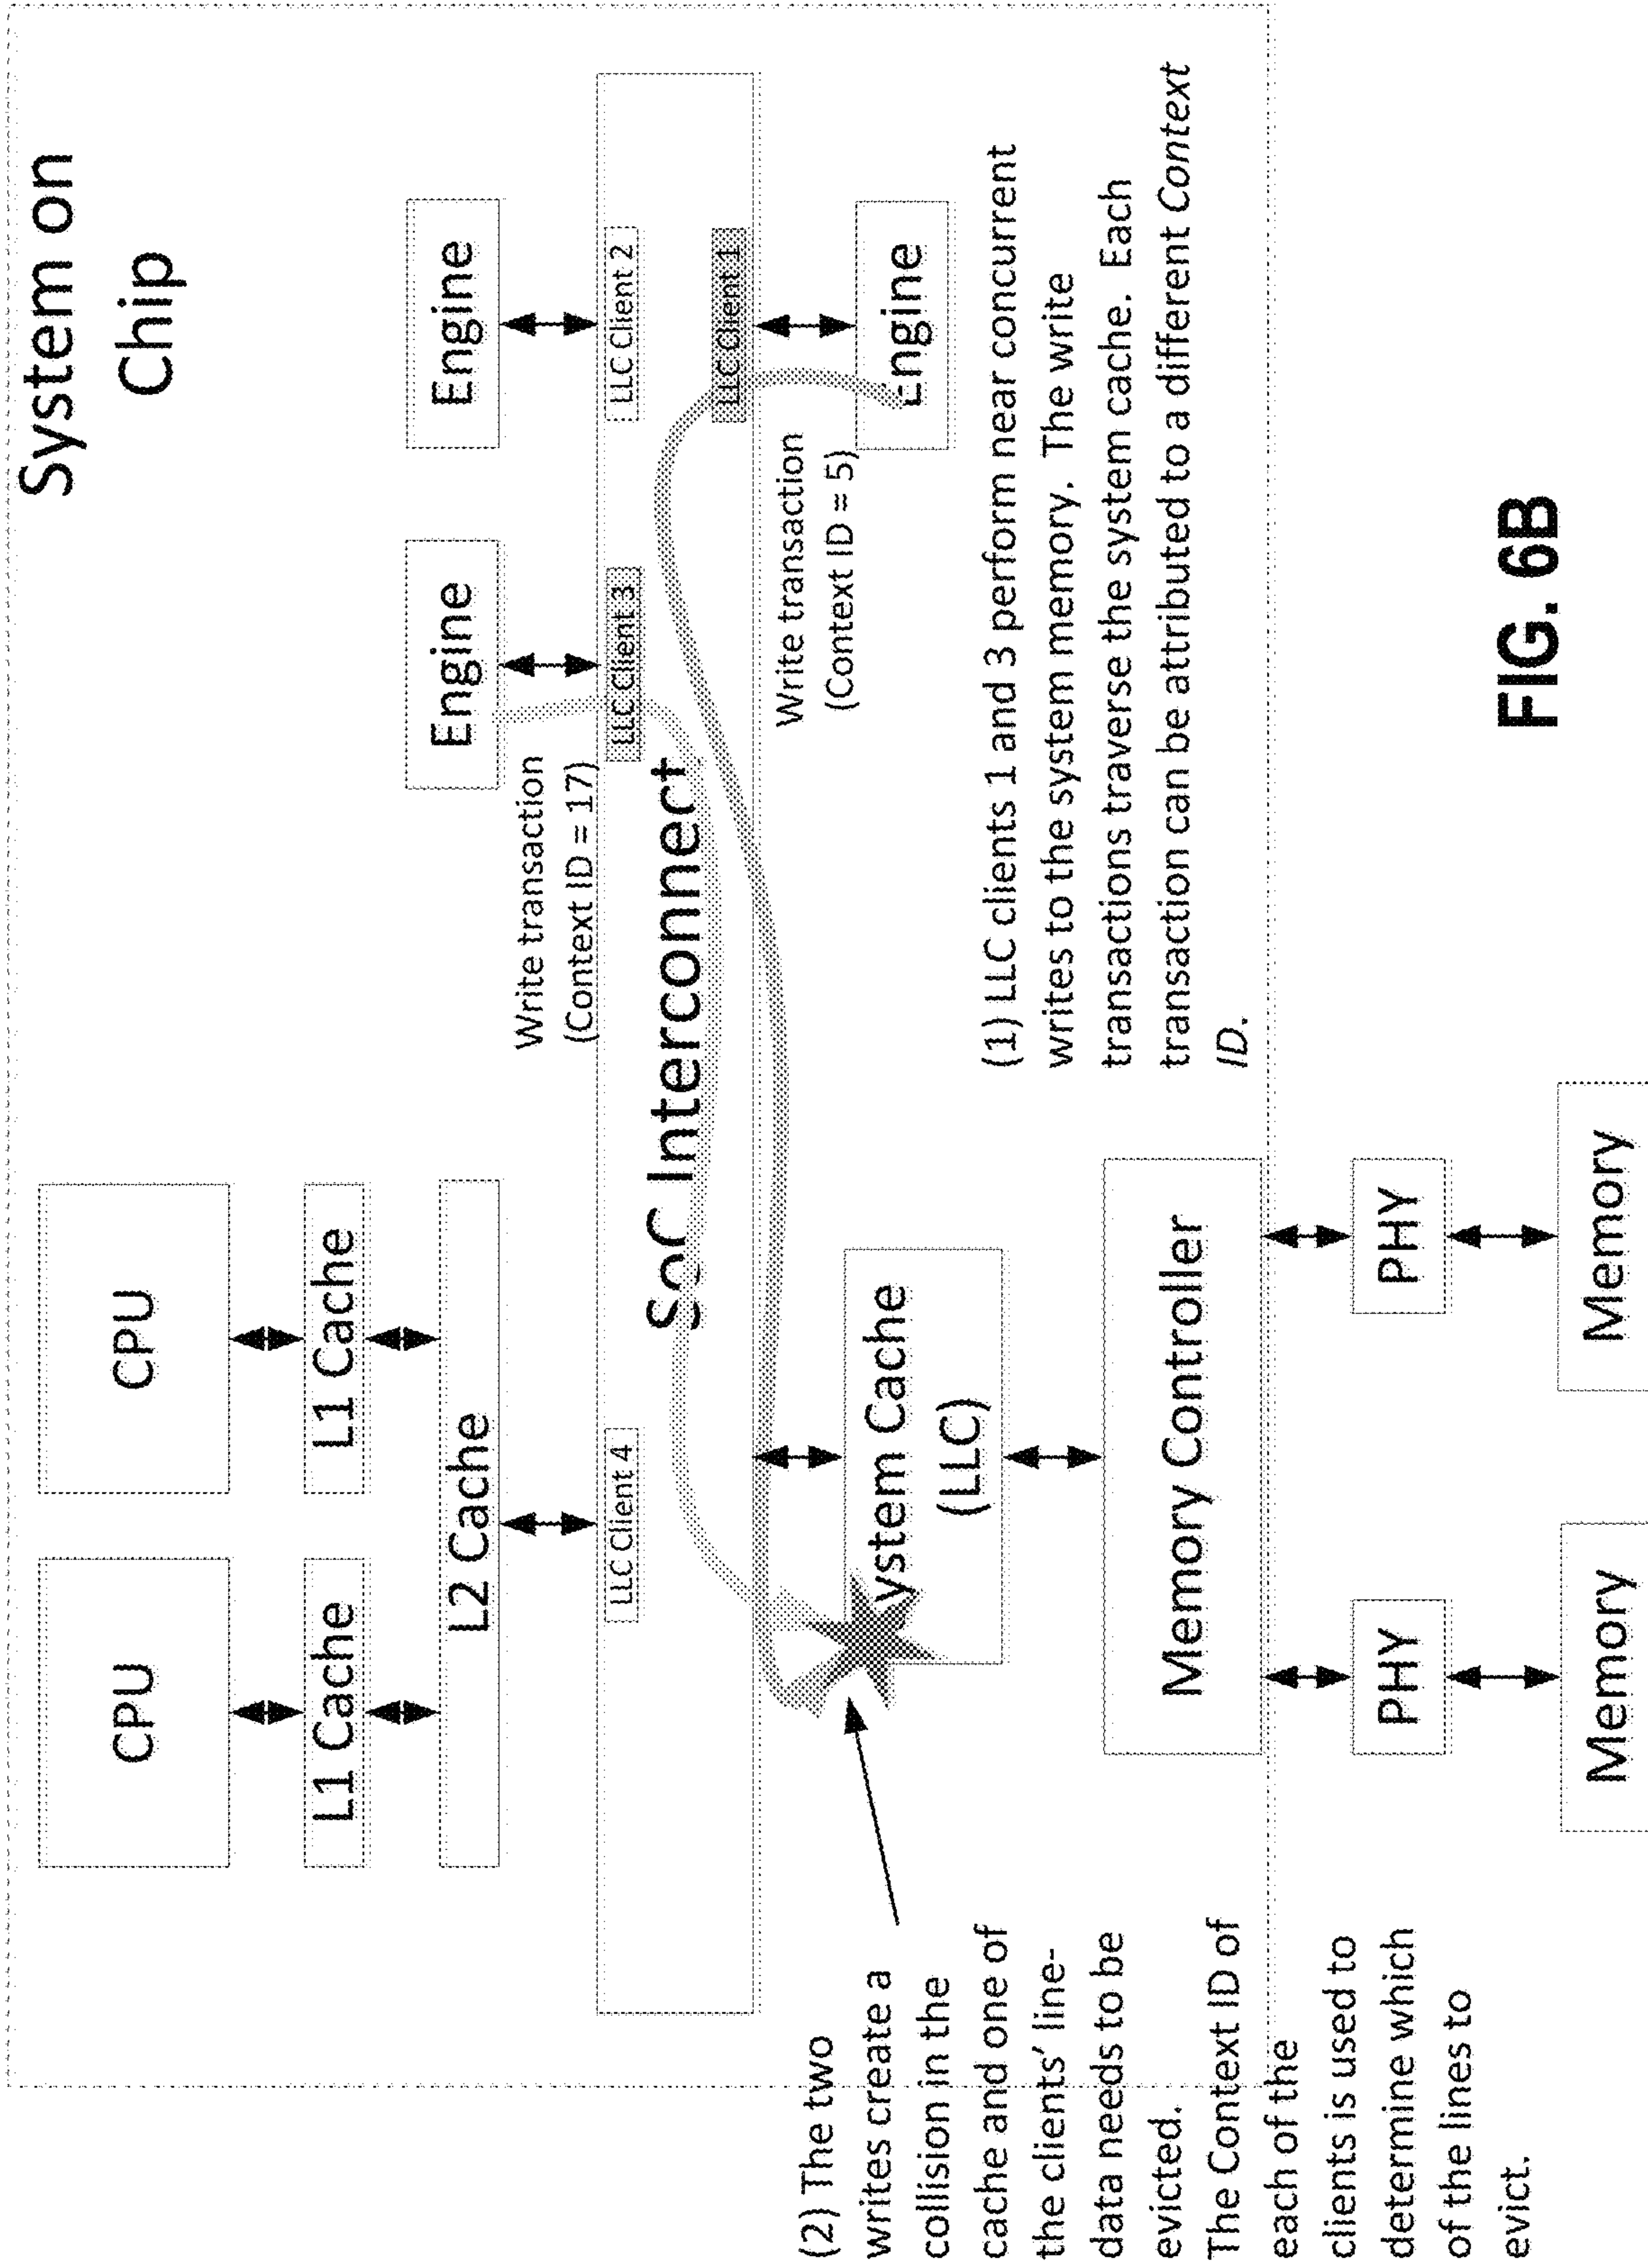 System on
Chip
CPU
CPU
L1 Cache
L1 Cache
L2 Cache
Engine
Engine
Write transaction
(Context ID = 17)
LLC Client 4
LLC Client 3
LLC Client 2
SoC Interconnect
LLC Client 1
Write transaction
(Context ID = 5)
Engine
ystem Cache
(LLC)
(2) The two
writes create a
collision in the
cache and one of
the clients' line-
data needs to be
evicted.
The Context ID of
each of the
clients is used to
determine which
of the lines to
evict.
(1) LLC clients 1 and 3 perform near concurrent
writes to the system memory. The write
transactions traverse the system cache. Each
transaction can be attributed to a different Context
ID.
Memory Controller
PHY
PHY
Memory
Memory
FIG. 6B